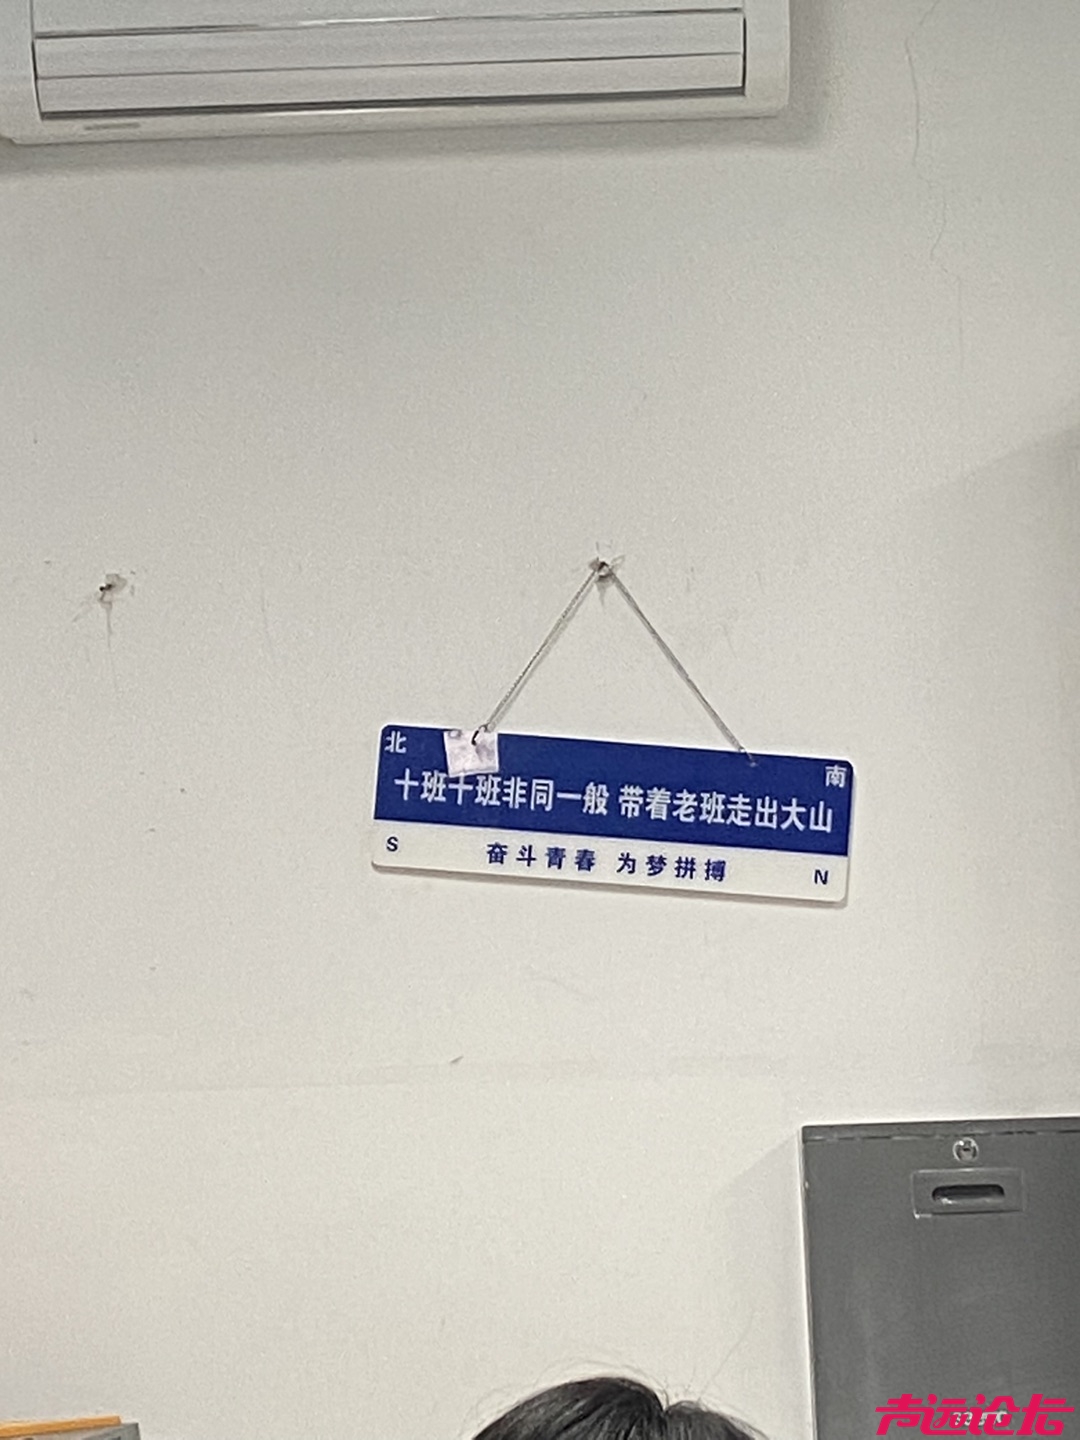 北
南
十班十班非同一般 带着老班走出大山
S
奋斗青春 为梦拼搏
N
声远论坛